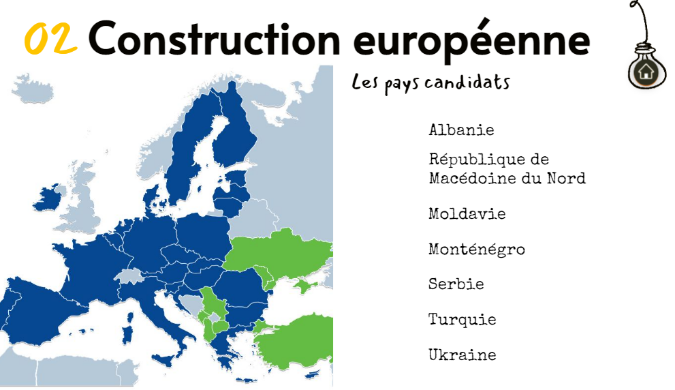 02 Construction européenne
Les pays candidats
Albanie
République de
Macédoine du Nord
Moldavie
Monténégro
Serbie
Turquie
Ukraine